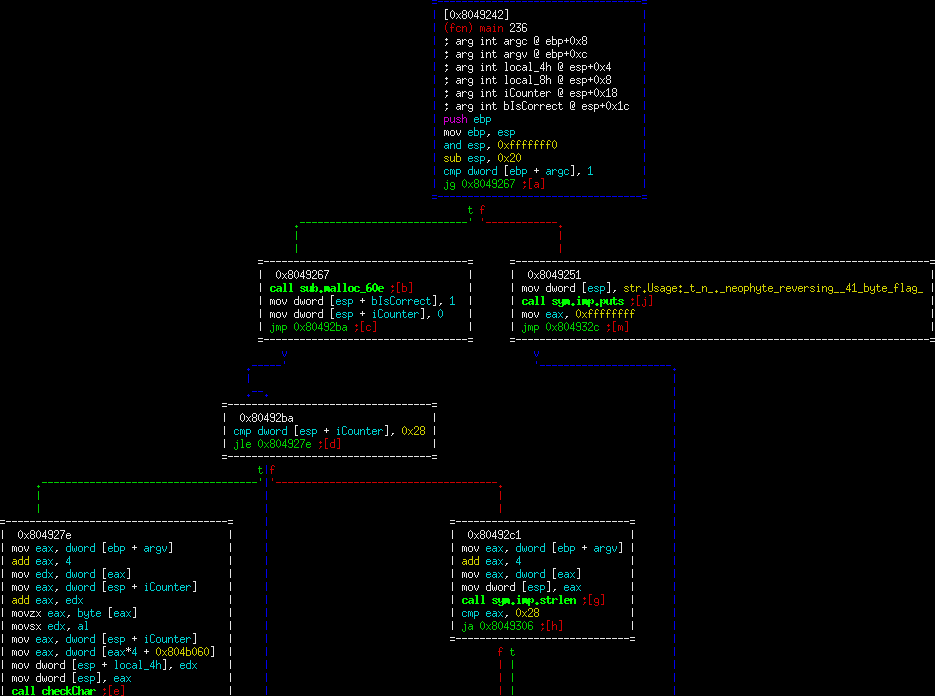 [0x8049242]
(fcn) main 236
; arg int argc @ ebp+0x8
; arg int argv @ ebp+0xc
; arg int local_4h @ esp+0x4
; arg int local_8h @ esp+0x8
; arg int iCounter @ esp+0x18
; arg int bIsCorrect @ esp+0x1c
push ebp
mov ebp, esp
and esp, 0xfffffff0
sub esp, 0x20
cmp dword [ebp + argc], 1
jg 0x8049267 ;[a]
t f
0x8049267
call sub.malloc_60e ;[b]
mov dword [esp + bIsCorrect], 1
mov dword [esp + iCounter], 0
jmp 0x80492ba ;[c]
0x8049251
mov dword [esp], str.Usage:_t_n_._neophyte_reversing__41_byte_flag_
call sym.imp.puts ;[j]
mov eax, 0xffffffff
jmp 0x804932c ;[m]
v
v
0x80492ba
cmp dword [esp + iCounter], 0x28
jle 0x804927e ;[d]
t f
0x804927e
mov eax, dword [ebp + argv]
add eax, 4
mov edx, dword [eax]
mov eax, dword [esp + iCounter]
add eax, edx
movzx eax, byte [eax]
movsx edx, al
mov eax, dword [esp + iCounter]
mov eax, dword [eax*4 + 0x804b060]
mov dword [esp + local_4h], edx
mov dword [esp], eax
call checkChar ;[e]
0x80492c1
mov eax, dword [ebp + argv]
add eax, 4
mov eax, dword [eax]
mov dword [esp], eax
call sym.imp.strlen ;[g]
cmp eax, 0x28
ja 0x8049306 ;[h]
f t